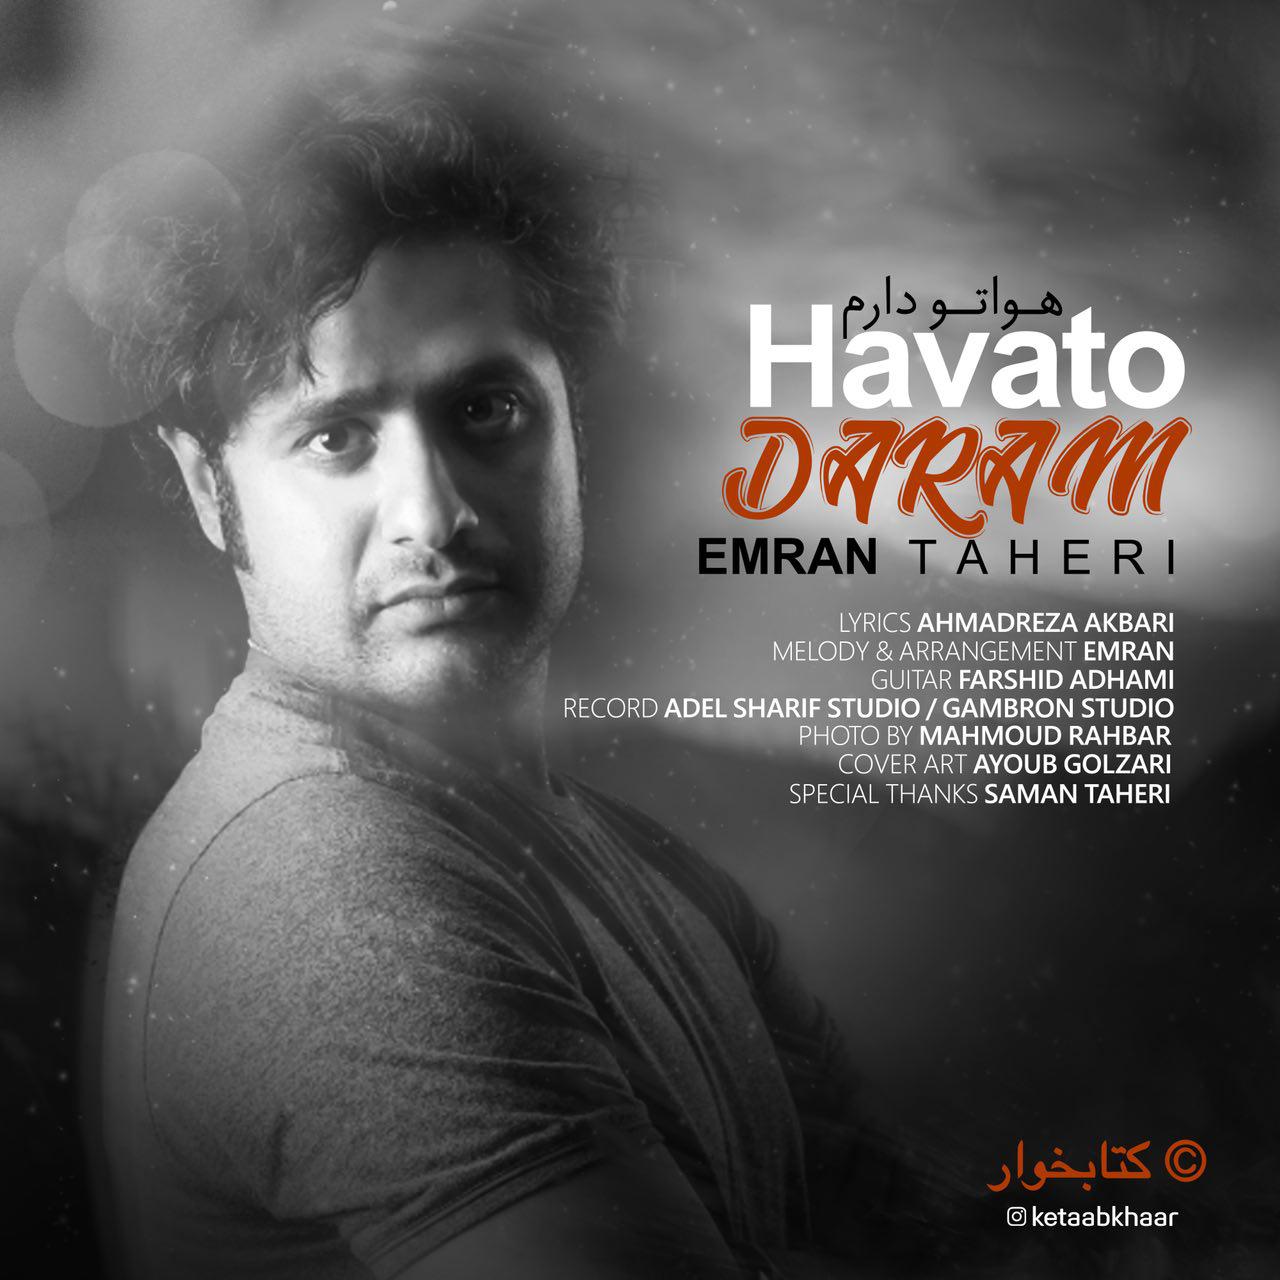 هواتو دارم
Havato
DARAM
EMRAN TAHERI
LYRICS AHMADREZA AKBARI
MELODY & ARRANGEMENT EMRAN
GUITAR FARSHID ADHAMI
RECORD ADEL SHARIF STUDIO / GAMBRON STUDIO
PHOTO BY MAHMOUD RAHBAR
COVER ART AYOUB GOLZARI
SPECIAL THANKS SAMAN TAHERI
© کتابخوار
ketaabkhaar